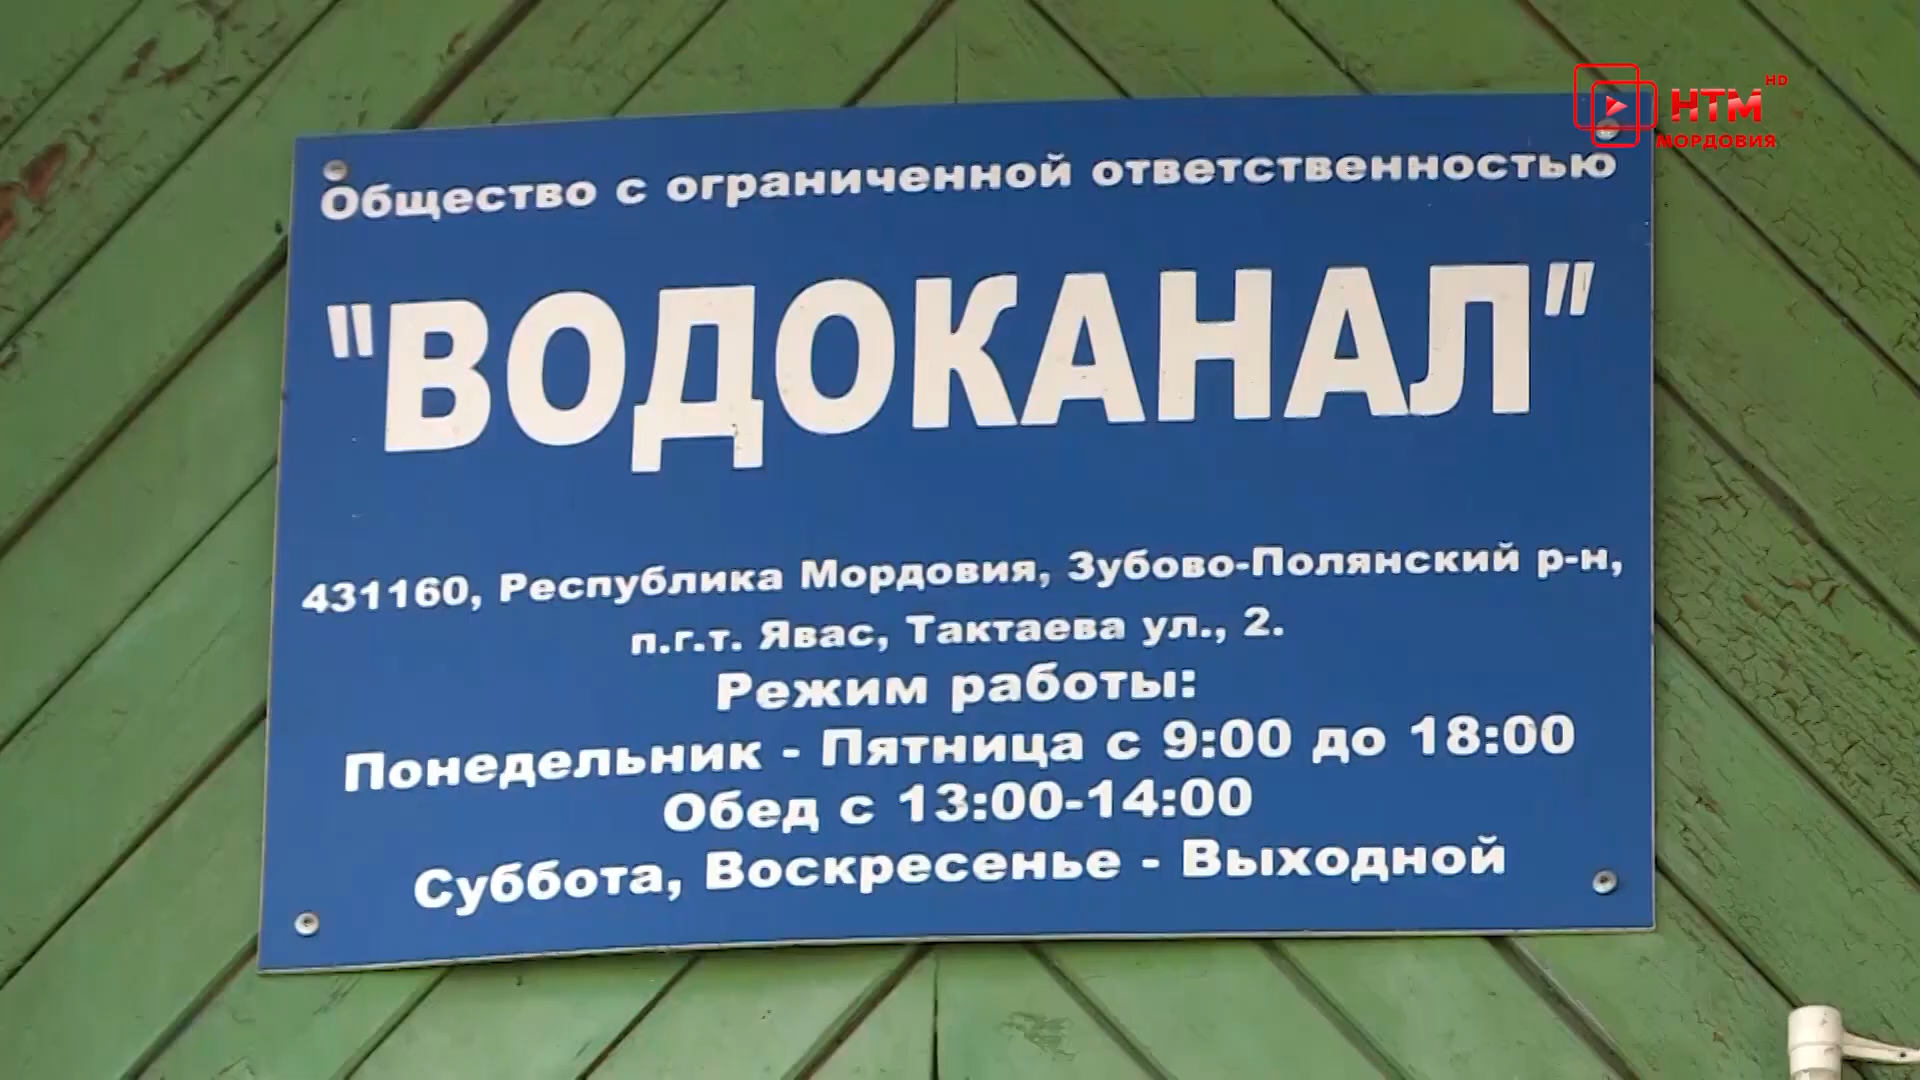 НТМ HD
МОРДОВИЯ
Общество с ограниченной ответственностью
"ВОДОКАНАЛ"
431160, Республика Мордовия, Зубово-Полянский р-н,
п.г.т. Явас, Тактаева ул., 2.
Режим работы:
Понедельник - Пятница с 9:00 до 18:00
Обед с 13:00-14:00
Суббота, Воскресенье - Выходной